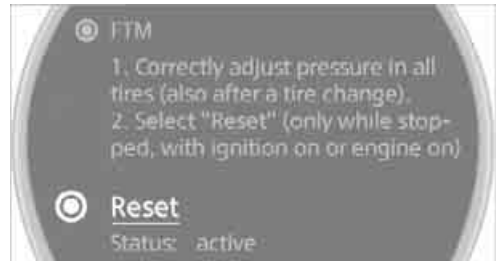 FTM
1. Correctly adjust pressure in all
tires (also after a tire change).
2. Select "Reset" (only while stop-
ped, with ignition on or engine on)
Reset
Status: active